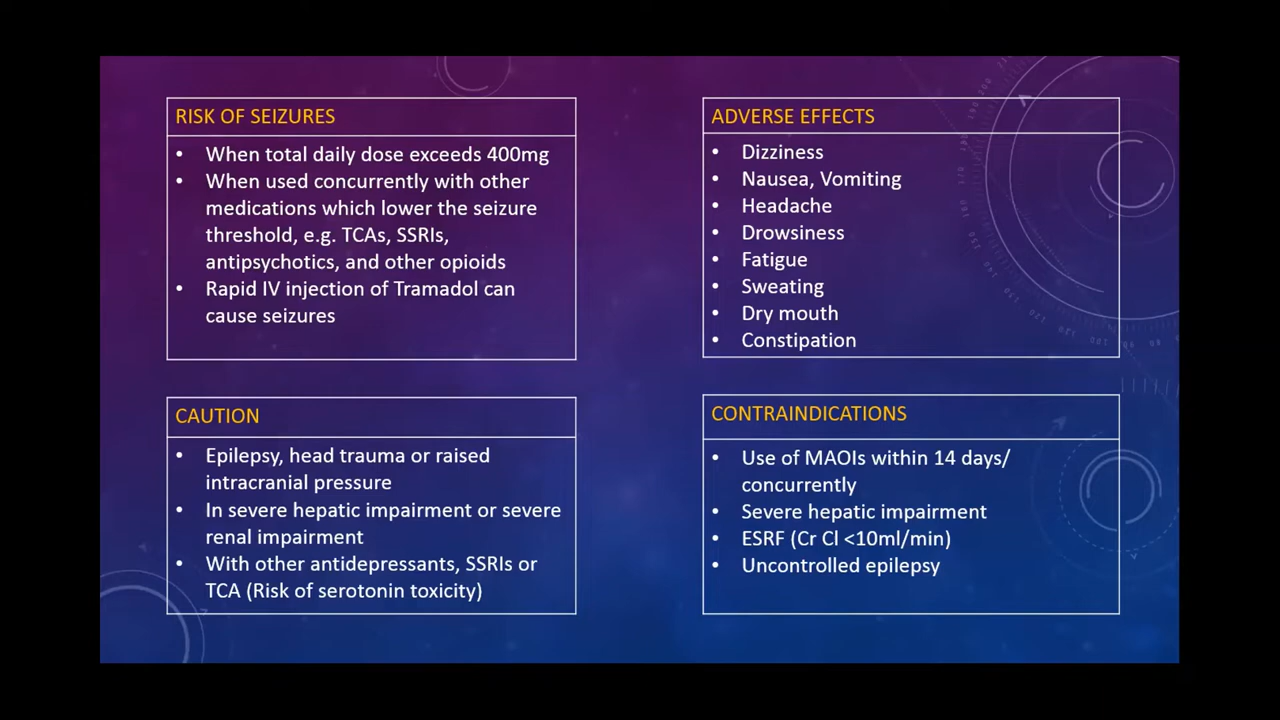 RISK OF SEIZURES
• When total daily dose exceeds 400mg
• When used concurrently with other
medications which lower the seizure
threshold, e.g. TCAs, SSRIs,
antipsychotics, and other opioids
• Rapid IV injection of Tramadol can
cause seizures
ADVERSE EFFECTS
• Dizziness
• Nausea, Vomiting
• Headache
• Drowsiness
• Fatigue
• Sweating
• Dry mouth
• Constipation
CAUTION
• Epilepsy, head trauma or raised
intracranial pressure
• In severe hepatic impairment or severe
renal impairment
• With other antidepressants, SSRIs or
TCA (Risk of serotonin toxicity)
CONTRAINDICATIONS
• Use of MAOIs within 14 days/
concurrently
• Severe hepatic impairment
• ESRF (Cr Cl <10ml/min)
• Uncontrolled epilepsy